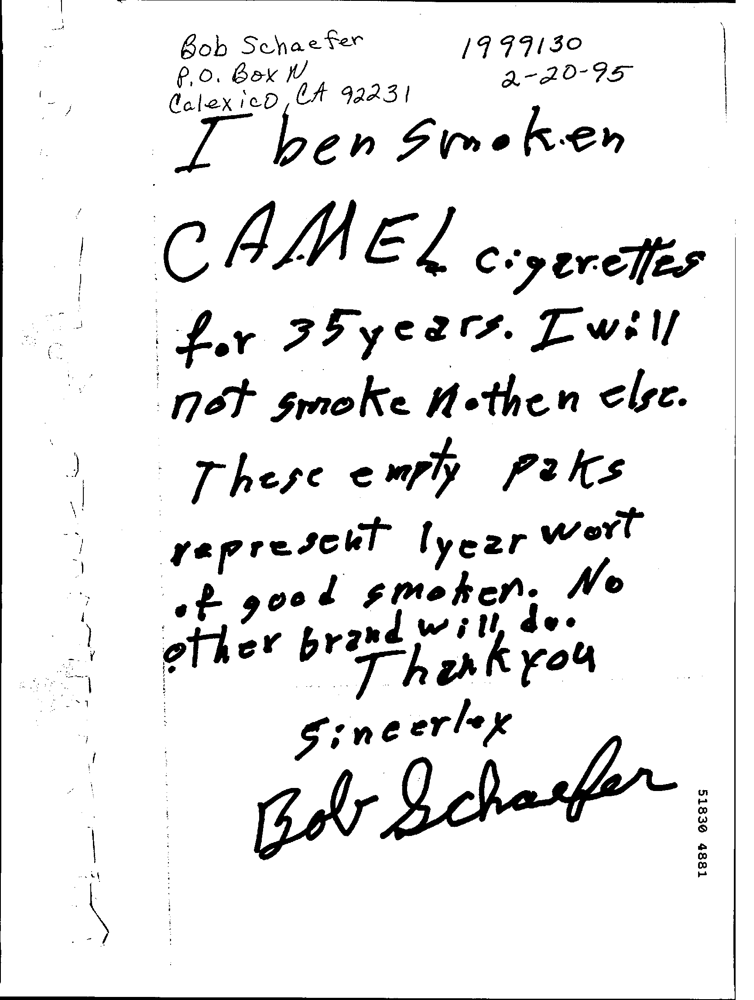 Bob Schaefer
1999130
P.O. Box N
2-20-95
Calexico, CA 92231
I ben smoken
CAMEL cigarettes
for 35 years. I will
not smoke nothen else.
These empty paks
represent 1 year wort
of good smoken. No
other brand will do.
Thank you
Sincerley
Bob Schaefer
51830 4881